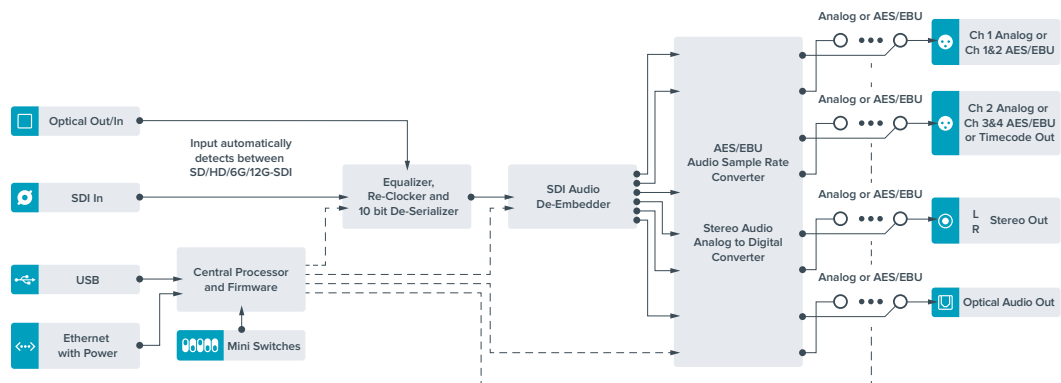 Analog or AES/EBU
Ch 1 Analog or
Ch 1&2 AES/EBU
Optical Out/In
Input automatically
detects between
SD/HD/6G/12G-SDI
Analog or AES/EBU
Ch 2 Analog or
Ch 3&4 AES/EBU
or Timecode Out
AES/EBU
Audio Sample Rate
Converter
SDI In
Equalizer,
Re-Clocker and
10 bit De-Serializer
SDI Audio
De-Embedder
Analog or AES/EBU
L
R
Stereo Out
Stereo Audio
Analog to Digital
Converter
USB
Central Processor
and Firmware
Analog or AES/EBU
Optical Audio Out
Ethernet
with Power
Mini Switches